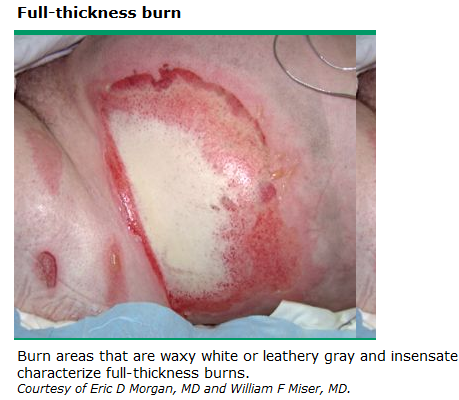 Full-thickness burn
Burn areas that are waxy white or leathery gray and insensate
characterize full-thickness burns.
Courtesy of Eric D Morgan, MD and William F Miser, MD.